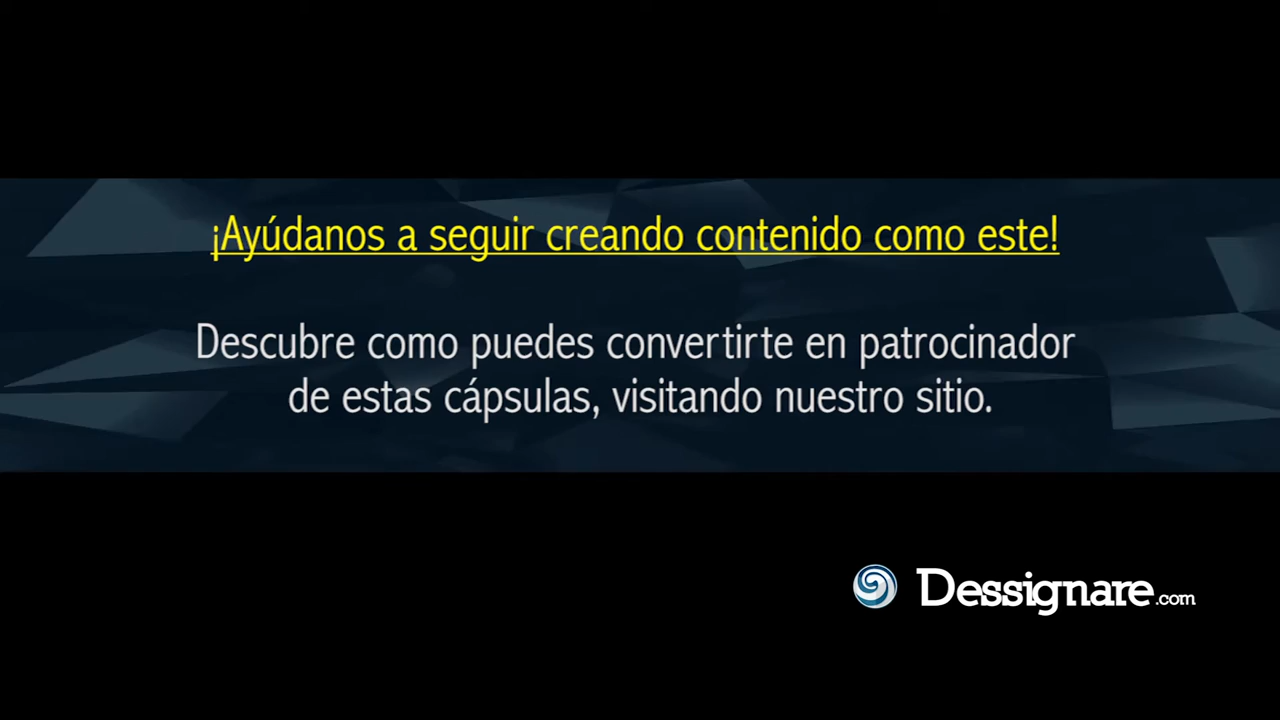 ¡Ayúdanos a seguir creando contenido como este!
Descubre como puedes convertirte en patrocinador
de estas cápsulas, visitando nuestro sitio.
Dessignare.com